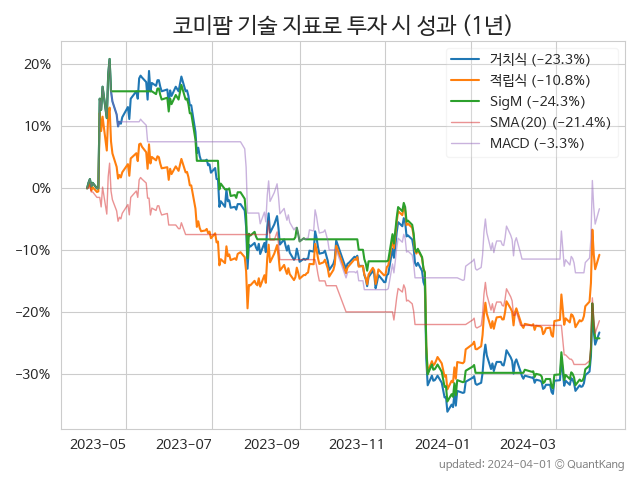 코미팜 기술 지표로 투자 시 성과 (1년)
거치식 (−23.3%)
적립식 (−10.8%)
SigM (−24.3%)
SMA(20) (−21.4%)
MACD (−3.3%)
20%
10%
0%
−10%
−20%
−30%
2023-05
2023-07
2023-09
2023-11
2024-01
2024-03
updated: 2024-04-01 © QuantKang